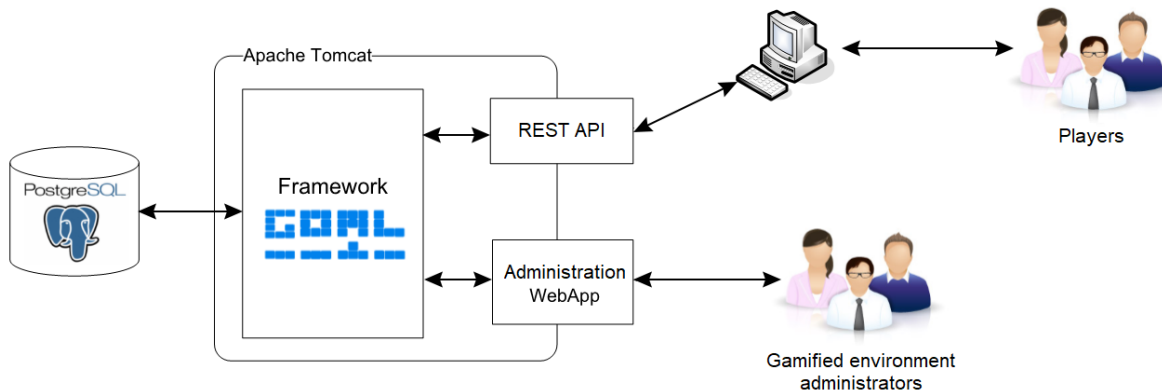 Apache Tomcat
REST API
Players
PostgreSQL
Framework
GOAL
Administration
WebApp
Gamified environment
administrators